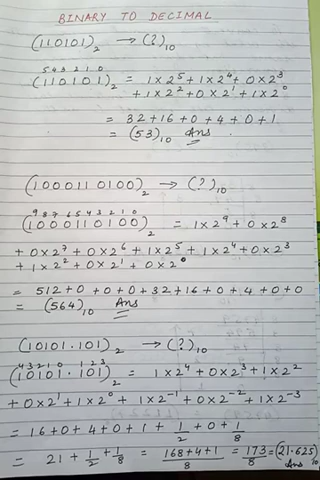 BINARY TO DECIMAL
(110101)₂ → (?)₁₀
5 4 3 2 1 0
(110101)₂ = 1×2⁵+1×2⁴+0×2³
+1×2²+0×2¹+1×2⁰
= 32+16+0+4+0+1
= (53)₁₀ Ans
(1000110100)₂ → (?)₁₀
9 8 7 6 5 4 3 2 1 0
(1000110100)₂ = 1×2⁹+0×2⁸
+0×2⁷+0×2⁶+1×2⁵+1×2⁴+0×2³
+1×2²+0×2¹+0×2⁰
= 512+0+0+0+32+16+0+4+0+0
= (564)₁₀ Ans
(10101.101)₂ → (?)₁₀
4 3 2 1 0 1 2 3
(10101.101)₂ = 1×2⁴+0×2³+1×2²
+0×2¹+1×2⁰+1×2⁻¹+0×2⁻²+1×2⁻³
= 16+0+4+0+1+1/2+0+1/8
= 21+1/2+1/8 = (168+4+1)/8 = 173/8 = (21.625)₁₀ Ans